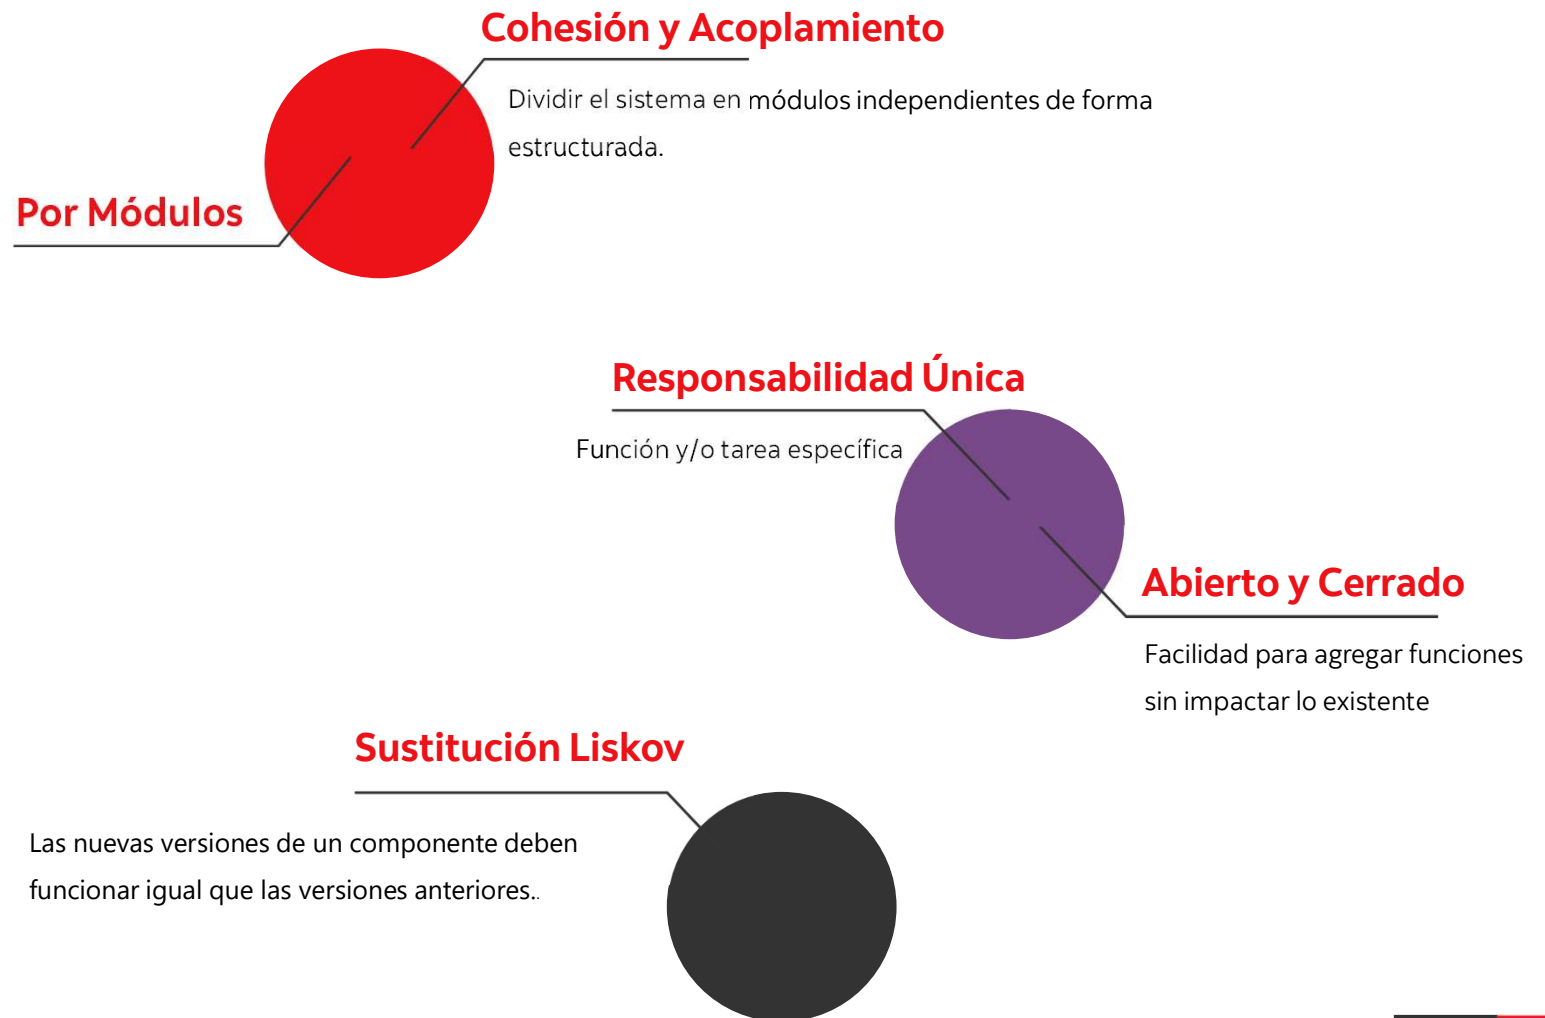 Cohesión y Acoplamiento
Dividir el sistema en módulos independientes de forma
estructurada.
Por Módulos
Responsabilidad Única
Función y/o tarea específica
Abierto y Cerrado
Facilidad para agregar funciones
sin impactar lo existente
Sustitución Liskov
Las nuevas versiones de un componente deben
funcionar igual que las versiones anteriores..